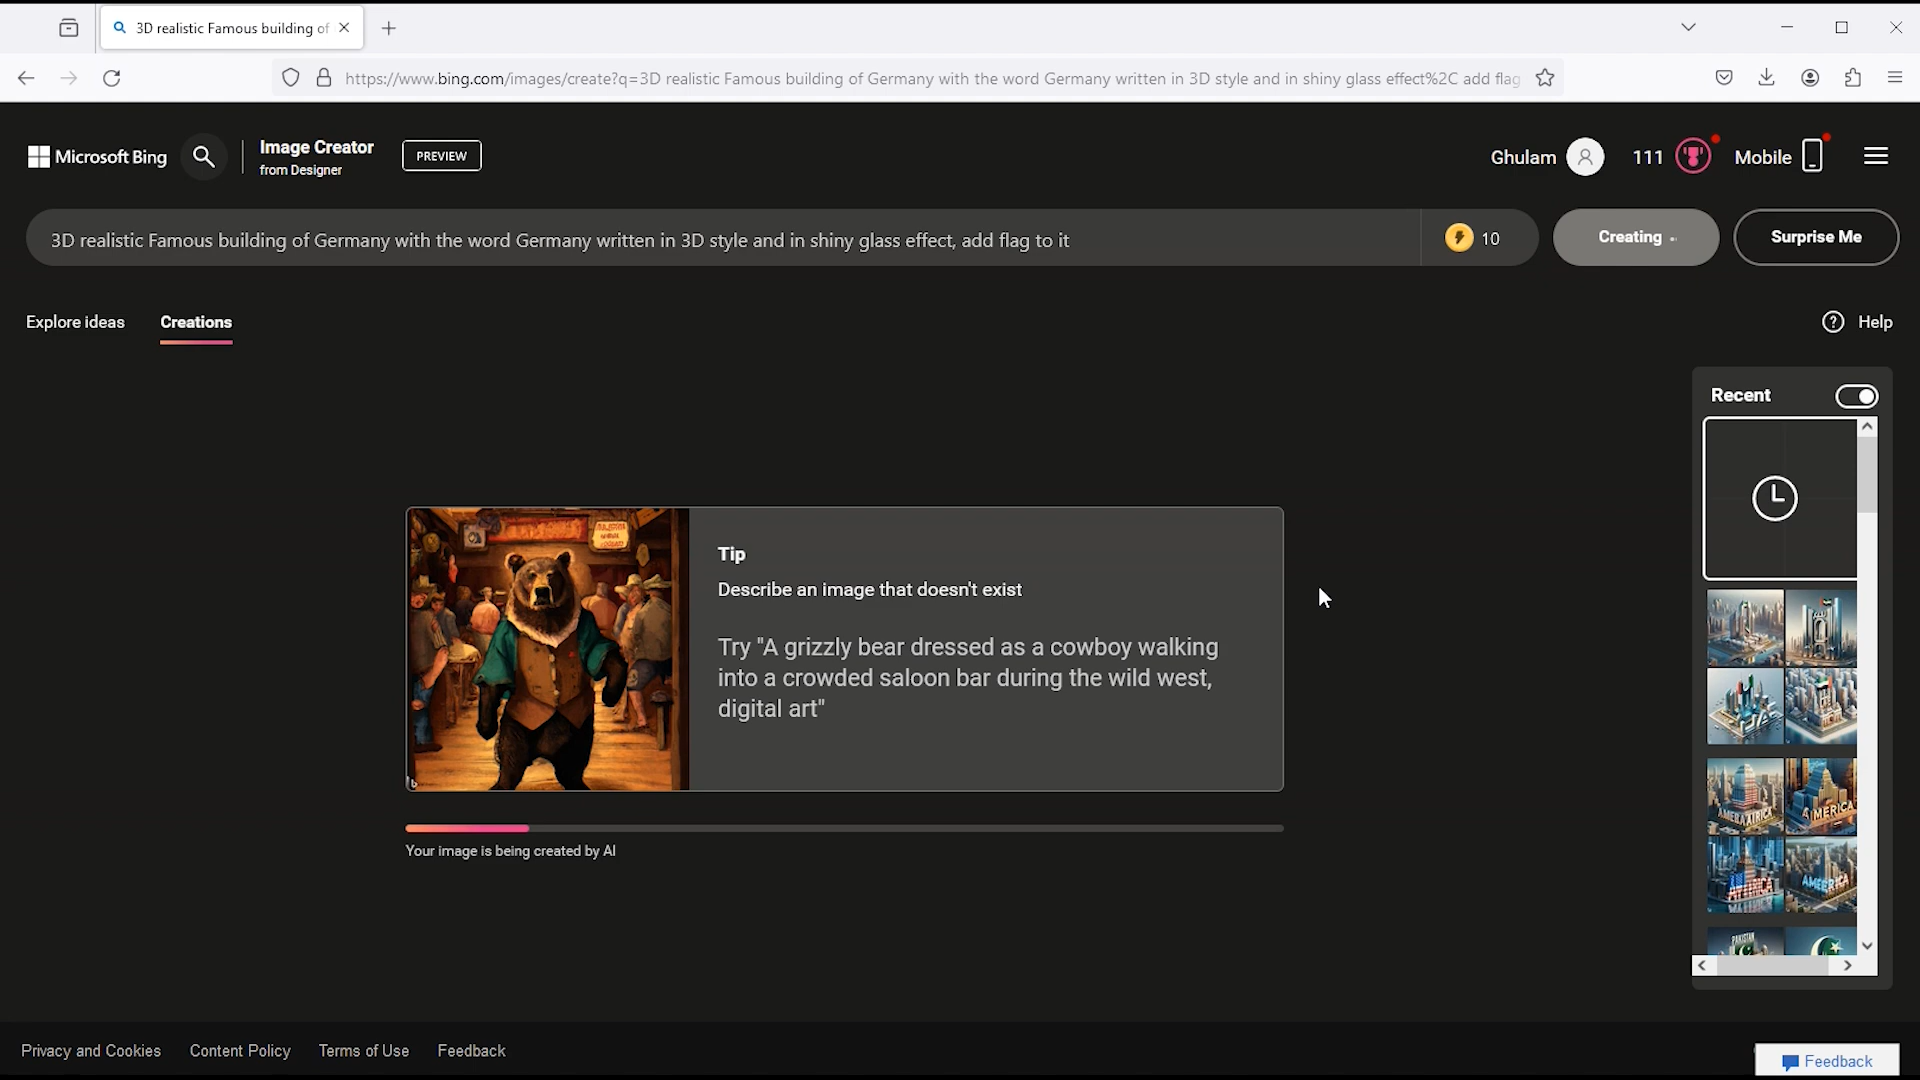 3D realistic Famous building of
https://www.bing.com/images/create?q=3D realistic Famous building of Germany with the word Germany written in 3D style and in shiny glass effect%2C add flag
Microsoft Bing
Image Creator
from Designer
PREVIEW
Ghulam
111
Mobile
3D realistic Famous building of Germany with the word Germany written in 3D style and in shiny glass effect, add flag to it
10
Creating
Surprise Me
Explore ideas
Creations
Help
Recent
Tip
Describe an image that doesn't exist
Try "A grizzly bear dressed as a cowboy walking
into a crowded saloon bar during the wild west,
digital art"
Your image is being created by AI
AMERICA
PAKISTAN
Privacy and Cookies
Content Policy
Terms of Use
Feedback
Feedback